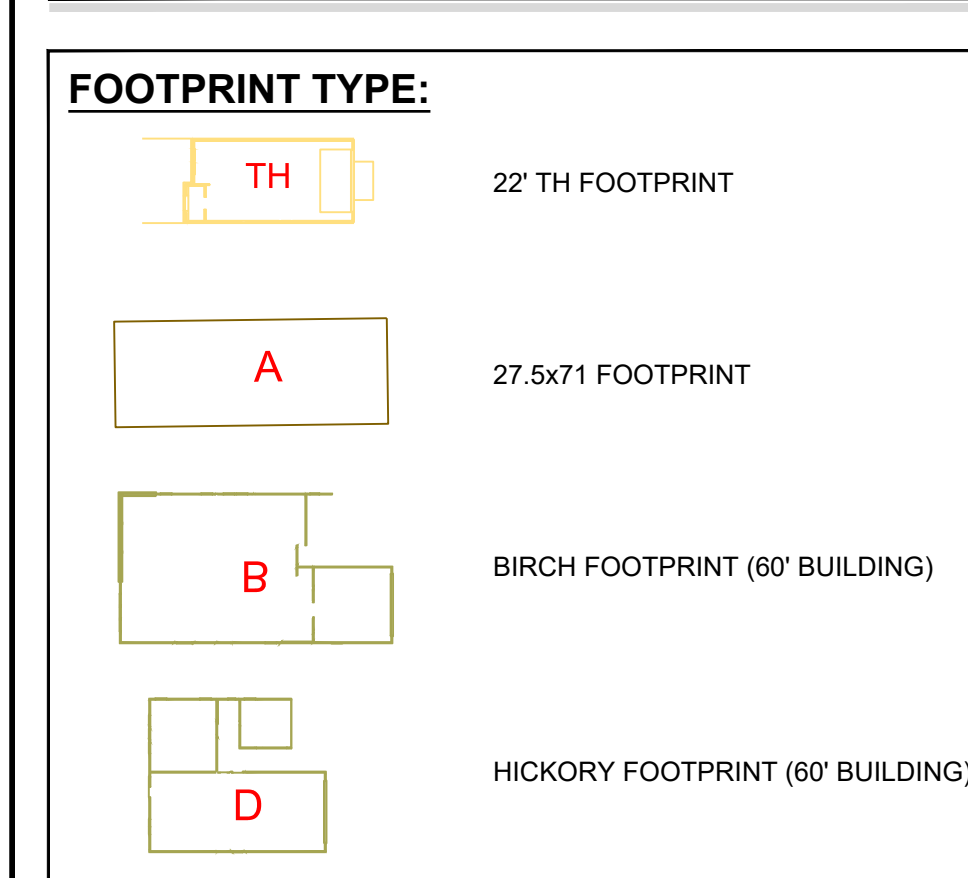 FOOTPRINT TYPE:
TH
22' TH FOOTPRINT
A
27.5x71 FOOTPRINT
B
BIRCH FOOTPRINT (60' BUILDING)
D
HICKORY FOOTPRINT (60' BUILDING)